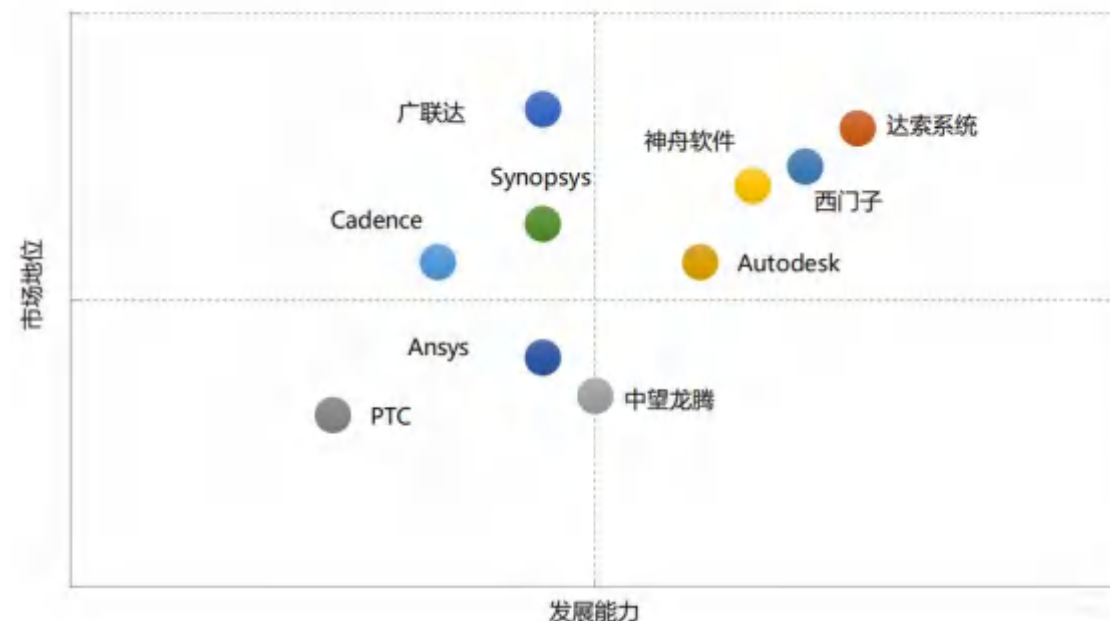 广联达
达索系统
神舟软件
Synopsys
西门子
Cadence
Autodesk
市场地位
Ansys
中望龙腾
PTC
发展能力